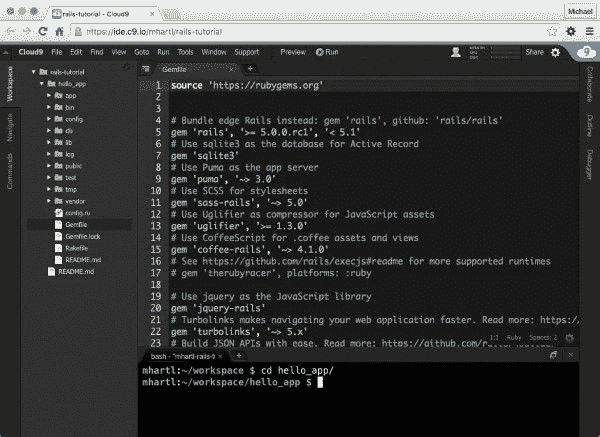 rails-tutorial
Michael
https://ide.c9.io/mhartl/rails-tutorial
Cloud9 File Edit Find View Goto Run Tools Window Support Preview Run
Share
Workspace
Navigate
Commands
rails-tutorial
hello_app
app
bin
config
db
lib
log
public
test
tmp
vendor
config.ru
Gemfile
Gemfile.lock
Rakefile
README.md
README.md
Gemfile
1 source 'https://rubygems.org'
2
3
4 # Bundle edge Rails instead: gem 'rails', github: 'rails/rails'
5 gem 'rails', '>= 5.0.0.rc1', '< 5.1'
6 # Use sqlite3 as the database for Active Record
7 gem 'sqlite3'
8 # Use Puma as the app server
9 gem 'puma', '~> 3.0'
10 # Use SCSS for stylesheets
11 gem 'sass-rails', '~> 5.0'
12 # Use Uglifier as compressor for JavaScript assets
13 gem 'uglifier', '>= 1.3.0'
14 # Use CoffeeScript for .coffee assets and views
15 gem 'coffee-rails', '~> 4.1.0'
16 # See https://github.com/rails/execjs#readme for more supported runtimes
17 # gem 'therubyracer', platforms: :ruby
18
19 # Use jquery as the JavaScript library
20 gem 'jquery-rails'
21 # Turbolinks makes navigating your web application faster. Read more: https:/
22 gem 'turbolinks', '~> 5.x'
23 # Build JSON APIs with ease. Read more: https://github.com/
1:1 Ruby Spaces: 2
Collaborate
Outline
Debugger
bash - "mhartl-rails-t
mhartl:~/workspace $ cd hello_app/
mhartl:~/workspace/hello_app $